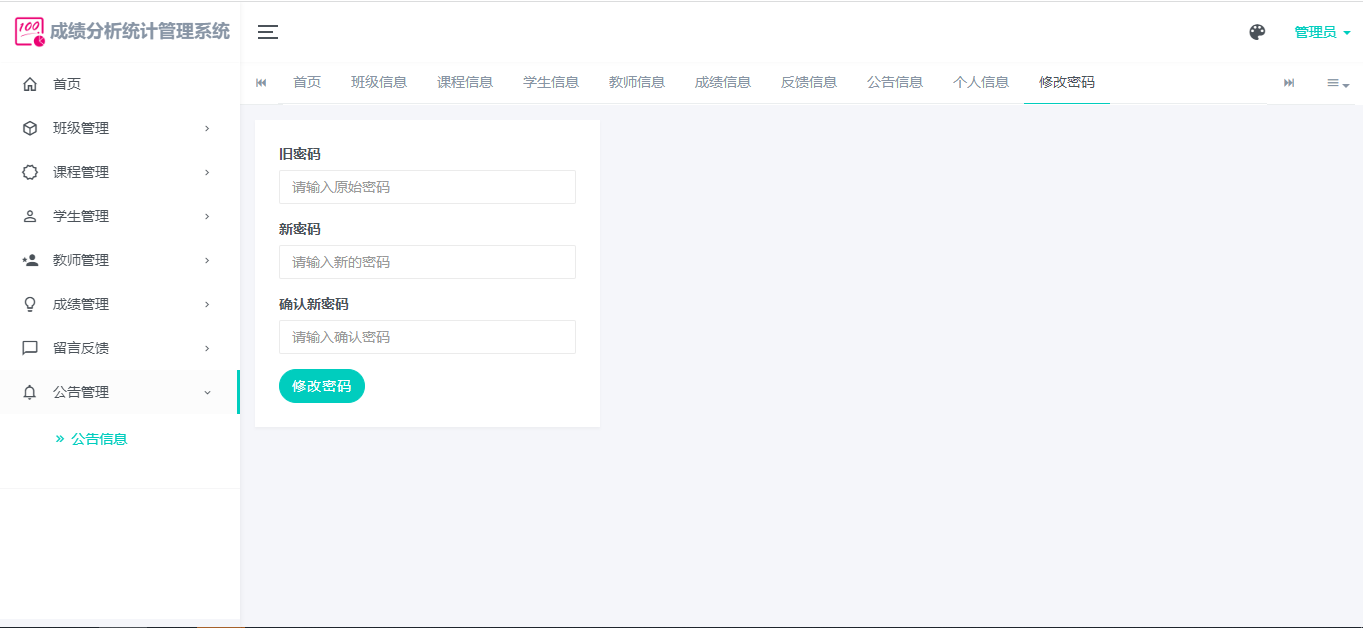 100
成绩分析统计管理系统
管理员
首页
班级管理
课程管理
学生管理
教师管理
成绩管理
留言反馈
公告管理
» 公告信息
首页 班级信息 课程信息 学生信息 教师信息 成绩信息 反馈信息 公告信息 个人信息 修改密码
旧密码
请输入原始密码
新密码
请输入新的密码
确认新密码
请输入确认密码
修改密码